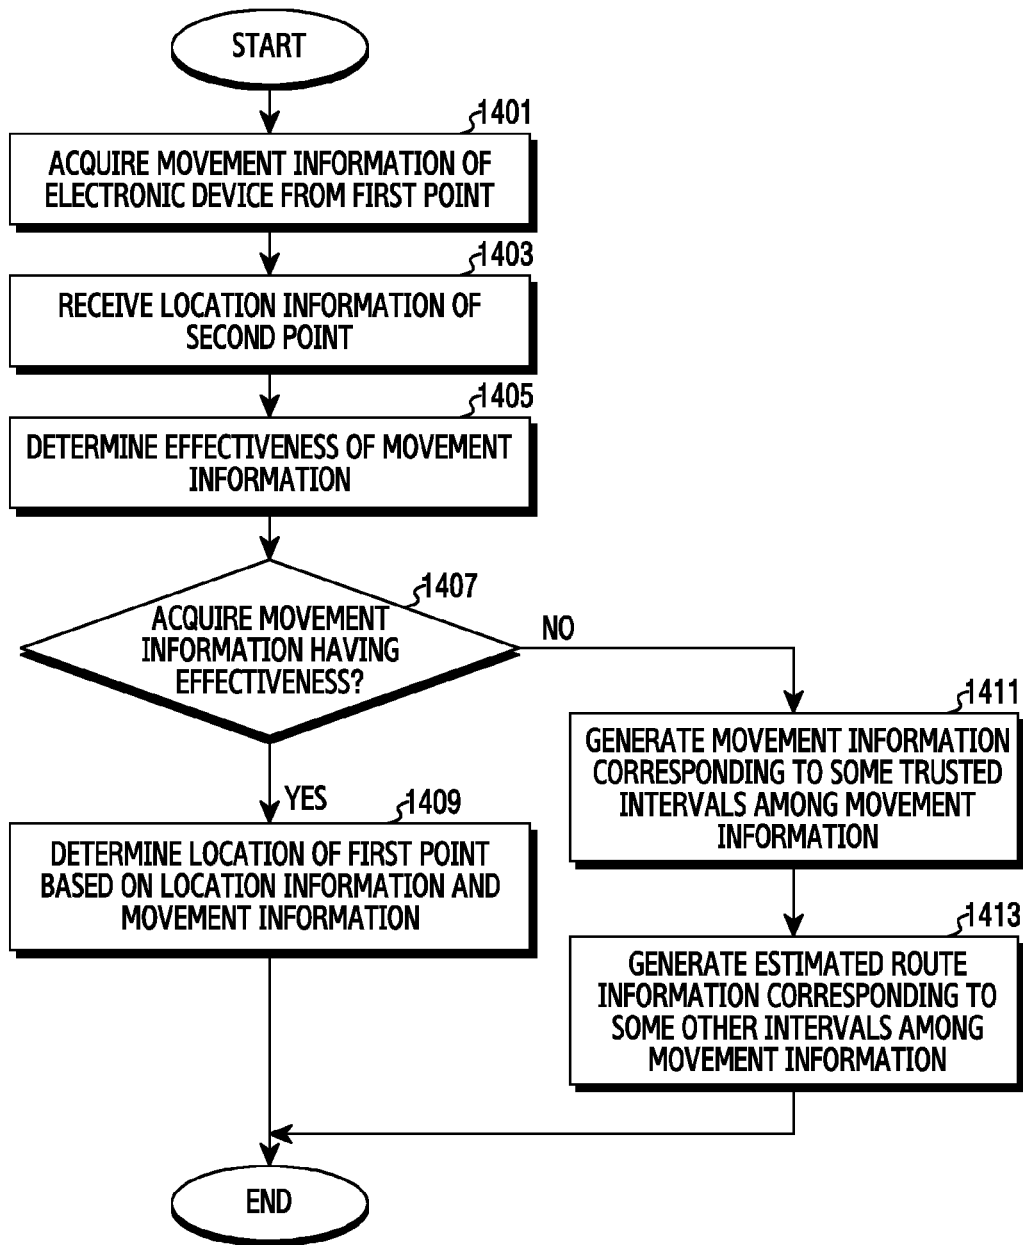 START
1401
ACQUIRE MOVEMENT INFORMATION OF
ELECTRONIC DEVICE FROM FIRST POINT
1403
RECEIVE LOCATION INFORMATION OF
SECOND POINT
1405
DETERMINE EFFECTIVENESS OF MOVEMENT
INFORMATION
1407
ACQUIRE MOVEMENT
INFORMATION HAVING
EFFECTIVENESS?
NO
YES
1409
DETERMINE LOCATION OF FIRST POINT
BASED ON LOCATION INFORMATION AND
MOVEMENT INFORMATION
1411
GENERATE MOVEMENT INFORMATION
CORRESPONDING TO SOME TRUSTED
INTERVALS AMONG MOVEMENT
INFORMATION
1413
GENERATE ESTIMATED ROUTE
INFORMATION CORRESPONDING TO
SOME OTHER INTERVALS AMONG
MOVEMENT INFORMATION
END